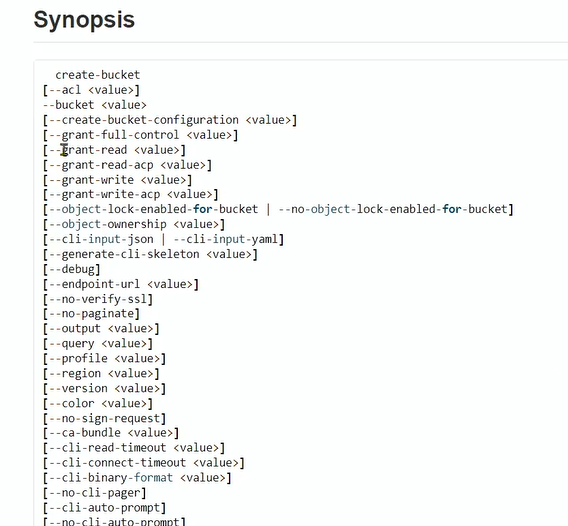 Synopsis
create-bucket
[--acl <value>]
--bucket <value>
[--create-bucket-configuration <value>]
[--grant-full-control <value>]
[--grant-read <value>]
[--grant-read-acp <value>]
[--grant-write <value>]
[--grant-write-acp <value>]
[--object-lock-enabled-for-bucket | --no-object-lock-enabled-for-bucket]
[--object-ownership <value>]
[--cli-input-json | --cli-input-yaml]
[--generate-cli-skeleton <value>]
[--debug]
[--endpoint-url <value>]
[--no-verify-ssl]
[--no-paginate]
[--output <value>]
[--query <value>]
[--profile <value>]
[--region <value>]
[--version <value>]
[--color <value>]
[--no-sign-request]
[--ca-bundle <value>]
[--cli-read-timeout <value>]
[--cli-connect-timeout <value>]
[--cli-binary-format <value>]
[--no-cli-pager]
[--cli-auto-prompt]
[--no-cli-auto-prompt]